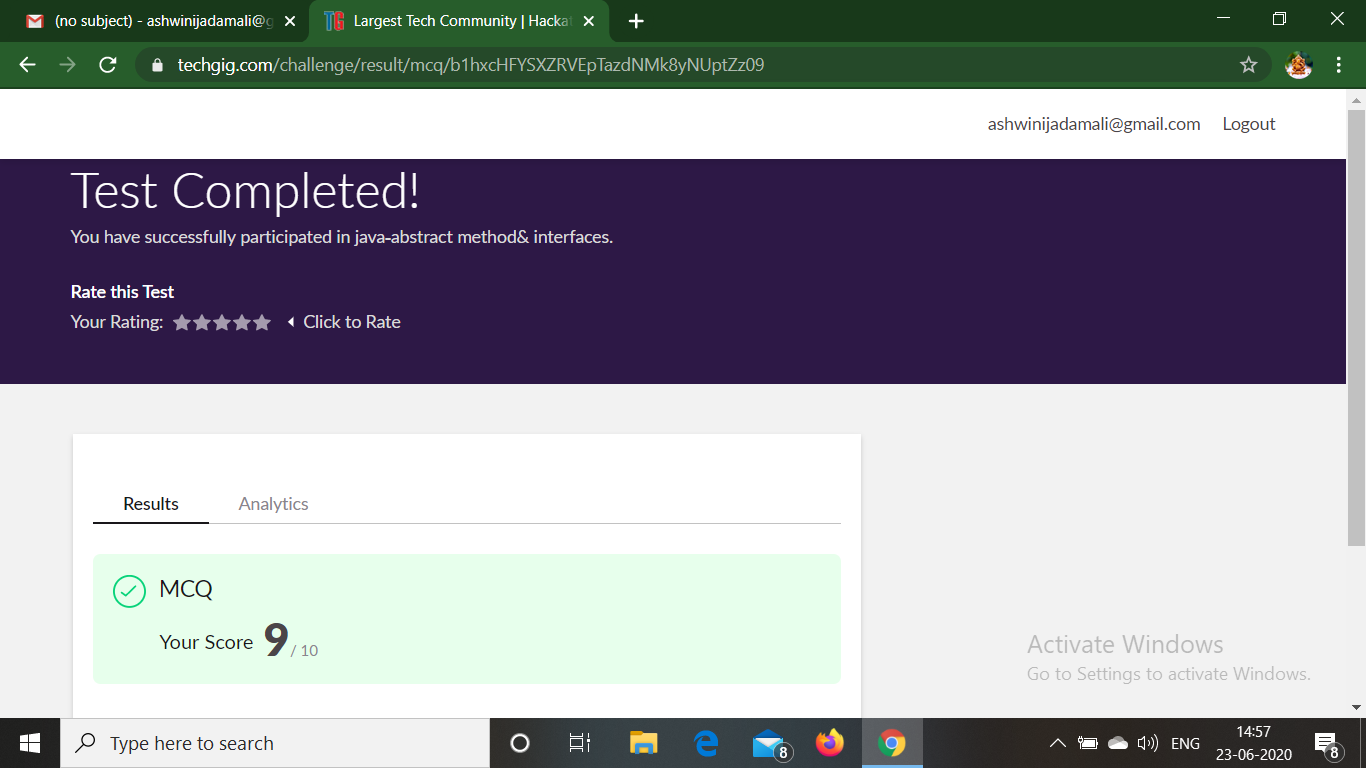 (no subject) - ashwinijadamali@g
TG Largest Tech Community | Hacka
techgig.com/challenge/result/mcq/b1hxcHFYSXZRVEpTazdNMk8yNUptZz09
ashwinijadamali@gmail.com Logout
Test Completed!
You have successfully participated in java-abstract method& interfaces.
Rate this Test
Your Rating: Click to Rate
Results Analytics
MCQ
Your Score 9 / 10
Activate Windows
Go to Settings to activate Windows.
Type here to search
8
ENG
14:57
23-06-2020
8